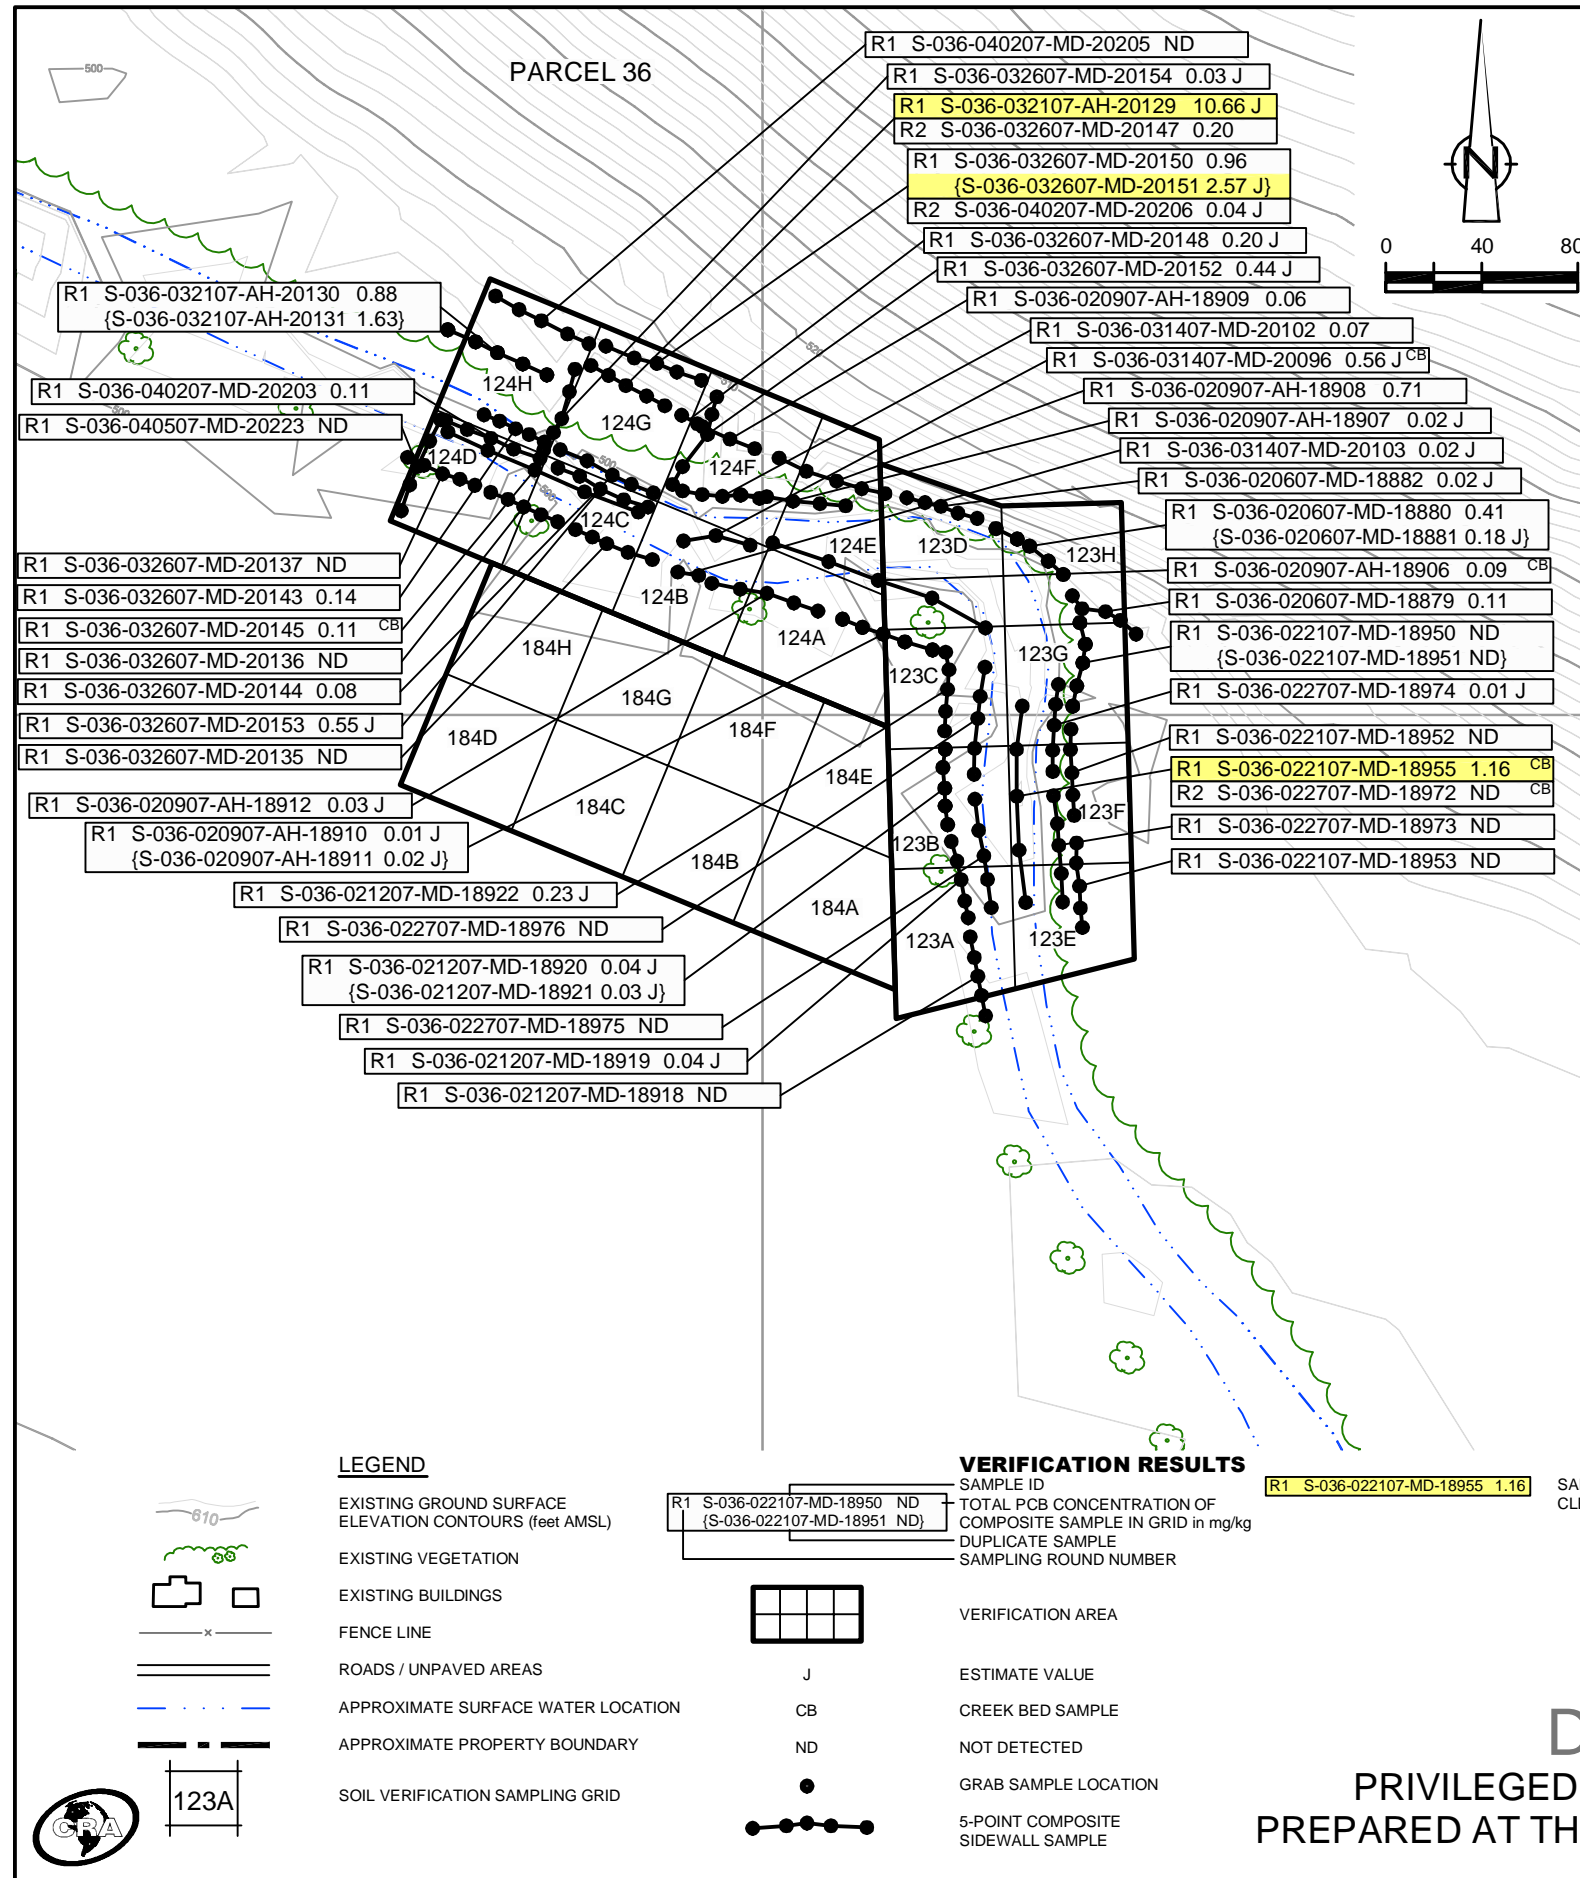 PARCEL 36
R1 S-036-040207-MD-20205 ND
R1 S-036-032607-MD-20154 0.03 J
R1 S-036-032107-AH-20129 10.66 J
R2 S-036-032607-MD-20147 0.20
R1 S-036-032607-MD-20150 0.96
{S-036-032607-MD-20151 2.57 J}
R2 S-036-040207-MD-20206 0.04 J
R1 S-036-032607-MD-20148 0.20 J
R1 S-036-032607-MD-20152 0.44 J
R1 S-036-020907-AH-18909 0.06
R1 S-036-031407-MD-20102 0.07
R1 S-036-031407-MD-20096 0.56 J CB
R1 S-036-020907-AH-18908 0.71
R1 S-036-020907-AH-18907 0.02 J
R1 S-036-031407-MD-20103 0.02 J
R1 S-036-020607-MD-18882 0.02 J
R1 S-036-020607-MD-18880 0.41
{S-036-020607-MD-18881 0.18 J}
R1 S-036-020907-AH-18906 0.09 CB
R1 S-036-020607-MD-18879 0.11
R1 S-036-022107-MD-18950 ND
{S-036-022107-MD-18951 ND}
R1 S-036-022707-MD-18974 0.01 J
R1 S-036-022107-MD-18952 ND
R1 S-036-022107-MD-18955 1.16 CB
R2 S-036-022707-MD-18972 ND CB
R1 S-036-022707-MD-18973 ND
R1 S-036-022107-MD-18953 ND
N
0 40 80
500
520
500
500
500
R1 S-036-032107-AH-20130 0.88
{S-036-032107-AH-20131 1.63}
R1 S-036-040207-MD-20203 0.11
R1 S-036-040507-MD-20223 ND
R1 S-036-032607-MD-20137 ND
R1 S-036-032607-MD-20143 0.14
R1 S-036-032607-MD-20145 0.11 CB
R1 S-036-032607-MD-20136 ND
R1 S-036-032607-MD-20144 0.08
R1 S-036-032607-MD-20153 0.55 J
R1 S-036-032607-MD-20135 ND
R1 S-036-020907-AH-18912 0.03 J
R1 S-036-020907-AH-18910 0.01 J
{S-036-020907-AH-18911 0.02 J}
R1 S-036-021207-MD-18922 0.23 J
R1 S-036-022707-MD-18976 ND
R1 S-036-021207-MD-18920 0.04 J
{S-036-021207-MD-18921 0.03 J}
R1 S-036-022707-MD-18975 ND
R1 S-036-021207-MD-18919 0.04 J
R1 S-036-021207-MD-18918 ND
124H
124G
124F
124D
124C
124E
124B
124A
123D
123H
123G
123C
123F
123B
123A
123E
184H
184G
184F
184E
184D
184C
184B
184A
LEGEND
610
EXISTING GROUND SURFACE
ELEVATION CONTOURS (feet AMSL)
EXISTING VEGETATION
EXISTING BUILDINGS
x
FENCE LINE
ROADS / UNPAVED AREAS
APPROXIMATE SURFACE WATER LOCATION
APPROXIMATE PROPERTY BOUNDARY
123A
SOIL VERIFICATION SAMPLING GRID
CRA
VERIFICATION RESULTS
R1 S-036-022107-MD-18950 ND
{S-036-022107-MD-18951 ND}
SAMPLE ID
TOTAL PCB CONCENTRATION OF
COMPOSITE SAMPLE IN GRID in mg/kg
DUPLICATE SAMPLE
SAMPLING ROUND NUMBER
VERIFICATION AREA
J ESTIMATE VALUE
CB CREEK BED SAMPLE
ND NOT DETECTED
GRAB SAMPLE LOCATION
5-POINT COMPOSITE
SIDEWALL SAMPLE
R1 S-036-022107-MD-18955 1.16
SA
CL
D
PRIVILEGED
PREPARED AT TH